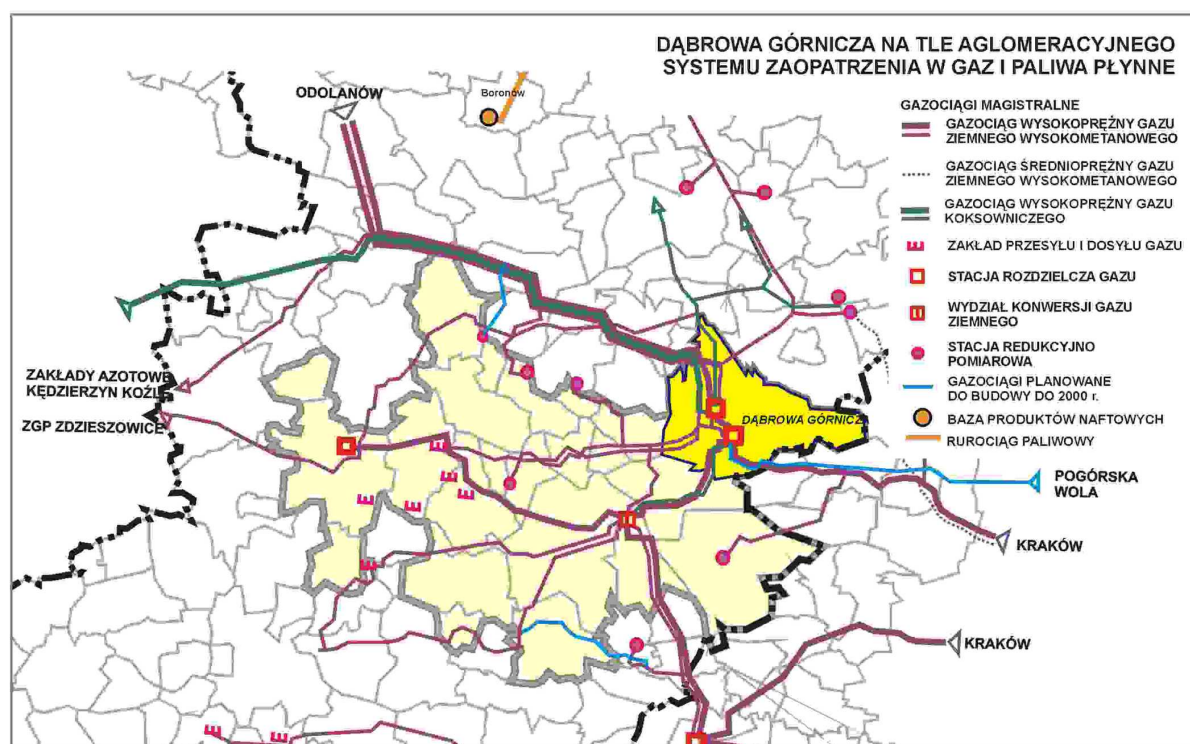 DĄBROWA GÓRNICZA NA TLE AGLOMERACYJNEGO
SYSTEMU ZAOPATRZENIA W GAZ I PALIWA PŁYNNE
ODOLANÓW
Boronów
GAZOCIĄGI MAGISTRALNE
GAZOCIĄG WYSOKOPRĘŻNY GAZU
ZIEMNEGO WYSOKOMETANOWEGO
GAZOCIĄG ŚREDNIOPRĘŻNY GAZU
ZIEMNEGO WYSOKOMETANOWEGO
GAZOCIĄG WYSOKOPRĘŻNY GAZU
KOKSOWNICZEGO
E ZAKŁAD PRZESYŁU I DOSYŁU GAZU
STACJA ROZDZIELCZA GAZU
WYDZIAŁ KONWERSJI GAZU
ZIEMNEGO
STACJA REDUKCYJNO
POMIAROWA
GAZOCIĄGI PLANOWANE
DO BUDOWY DO 2000 r.
BAZA PRODUKTÓW NAFTOWYCH
RUROCIĄG PALIWOWY
ZAKŁADY AZOTOWE
KĘDZIERZYN KOŹLE
ZGP ZDZIESZOWICE
DĄBROWA GÓRNICZ
E
E
E
E
E
E
POGÓRSKA
WOLA
KRAKÓW
KRAKÓW
E
E
E